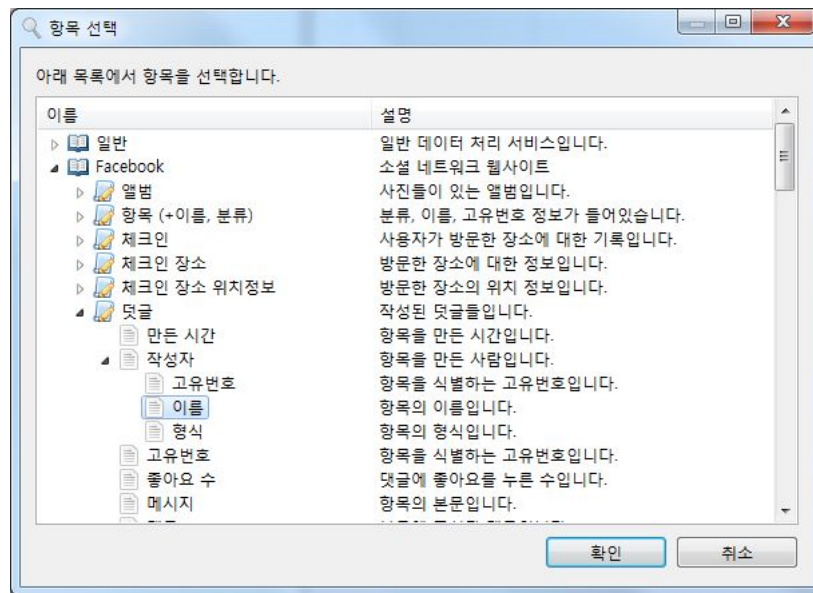 항목 선택
아래 목록에서 항목을 선택합니다.
이름 설명
일반 일반 데이터 처리 서비스입니다.
Facebook 소셜 네트워크 웹사이트
앨범 사진들이 있는 앨범입니다.
항목 (+이름, 분류) 분류, 이름, 고유번호 정보가 들어있습니다.
체크인 사용자가 방문한 장소에 대한 기록입니다.
체크인 장소 방문한 장소에 대한 정보입니다.
체크인 장소 위치정보 방문한 장소의 위치 정보입니다.
덧글 작성된 덧글들입니다.
만든 시간 항목을 만든 시간입니다.
작성자 항목을 만든 사람입니다.
고유번호 항목을 식별하는 고유번호입니다.
이름 항목의 이름입니다.
형식 항목의 형식입니다.
고유번호 항목을 식별하는 고유번호입니다.
좋아요 수 댓글에 좋아요를 누른 수입니다.
메시지 항목의 본문입니다.
확인 취소